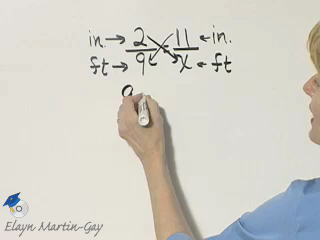 in. → 2 = 11 ← in.
ft → 9 x ← ft
9
Elayn Martin-Gay